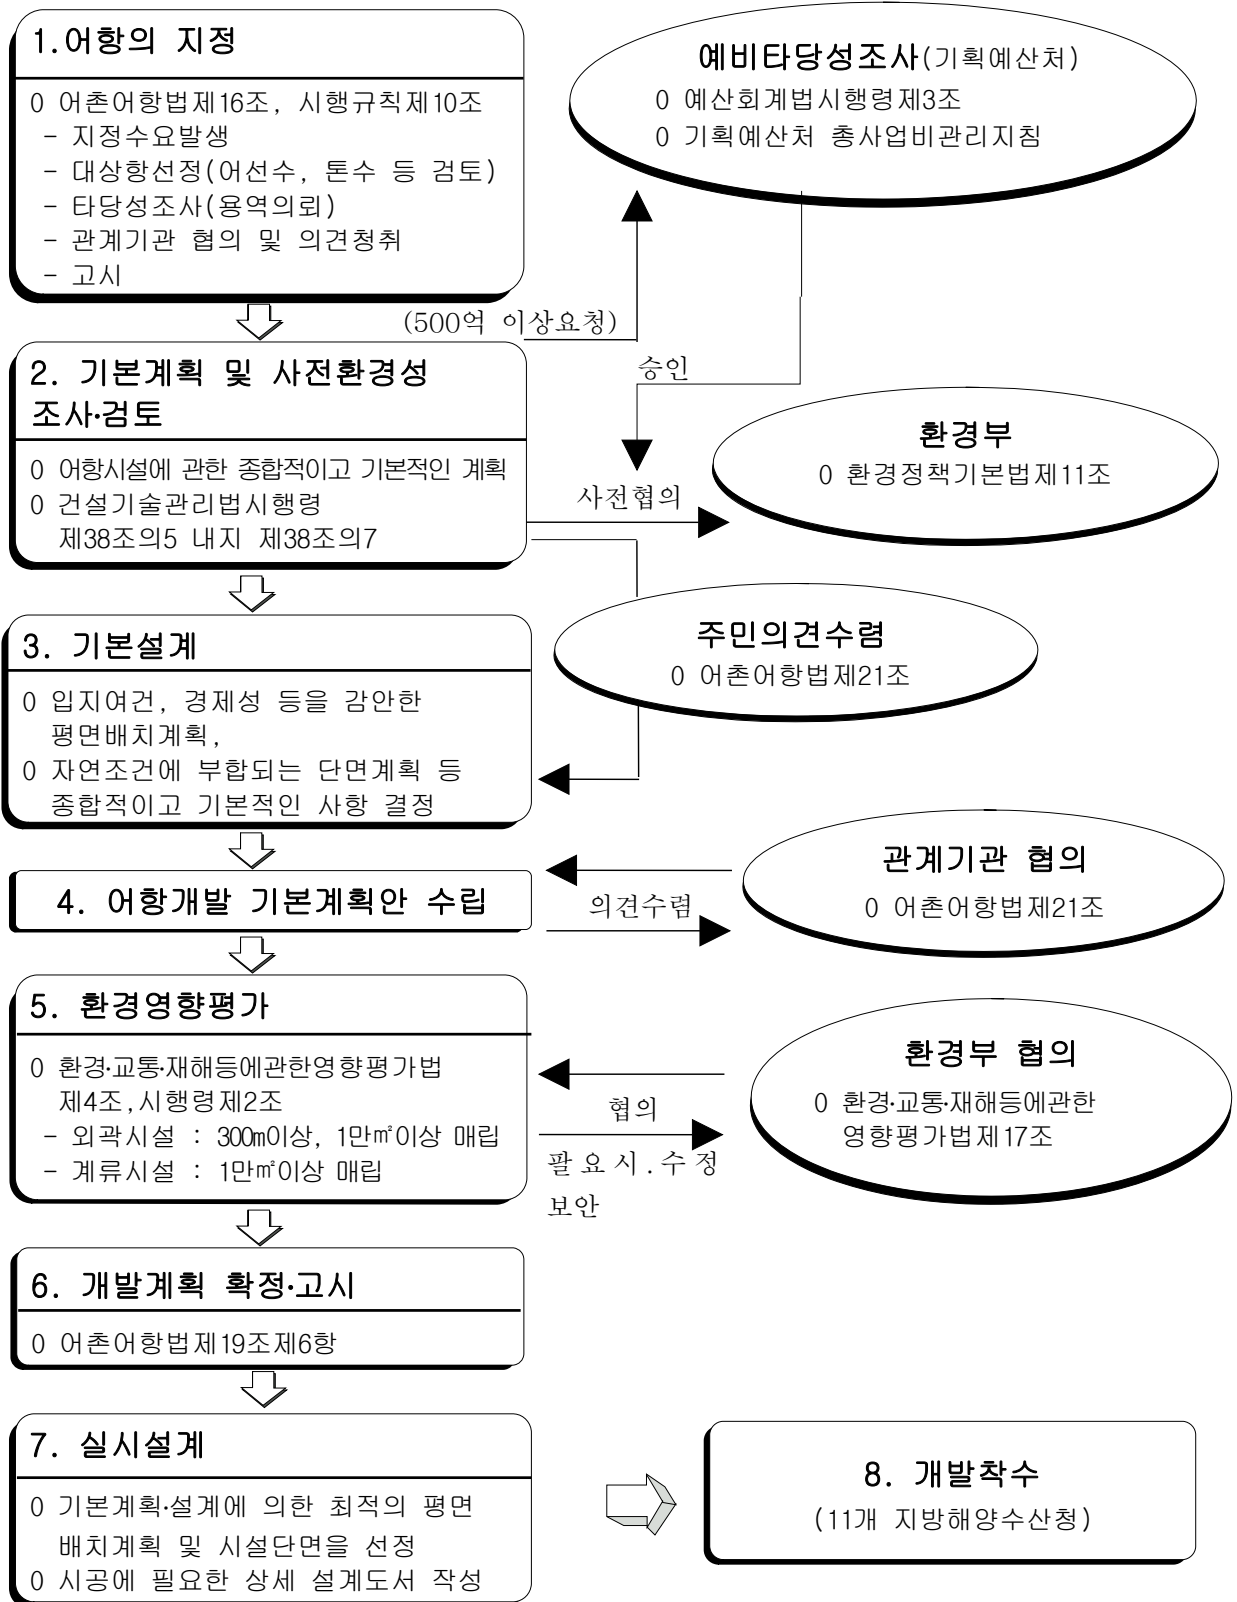 1.어항의 지정
0 어촌어항법제16조, 시행규칙제10조
- 지정수요발생
- 대상항선정(어선수, 톤수 등 검토)
- 타당성조사(용역의뢰)
- 관계기관 협의 및 의견청취
- 고시
예비타당성조사(기획예산처)
0 예산회계법시행령제3조
0 기획예산처 총사업비관리지침
(500억 이상요청)
승인
2. 기본계획 및 사전환경성
조사·검토
0 어항시설에 관한 종합적이고 기본적인 계획
0 건설기술관리법시행령
제38조의5 내지 제38조의7
사전협의
환경부
0 환경정책기본법제11조
주민의견수렴
0 어촌어항법제21조
3. 기본설계
0 입지여건, 경제성 등을 감안한
평면배치계획,
0 자연조건에 부합되는 단면계획 등
종합적이고 기본적인 사항 결정
4. 어항개발 기본계획안 수립
의견수렴
관계기관 협의
0 어촌어항법제21조
5. 환경영향평가
0 환경·교통·재해등에관한영향평가법
제4조,시행령제2조
- 외곽시설 : 300m이상, 1만㎡이상 매립
- 계류시설 : 1만㎡이상 매립
협의
팔요시.수정
보안
환경부 협의
0 환경·교통·재해등에관한
영향평가법제17조
6. 개발계획 확정·고시
0 어촌어항법제19조제6항
7. 실시설계
0 기본계획·설계에 의한 최적의 평면
배치계획 및 시설단면을 선정
0 시공에 필요한 상세 설계도서 작성
8. 개발착수
(11개 지방해양수산청)